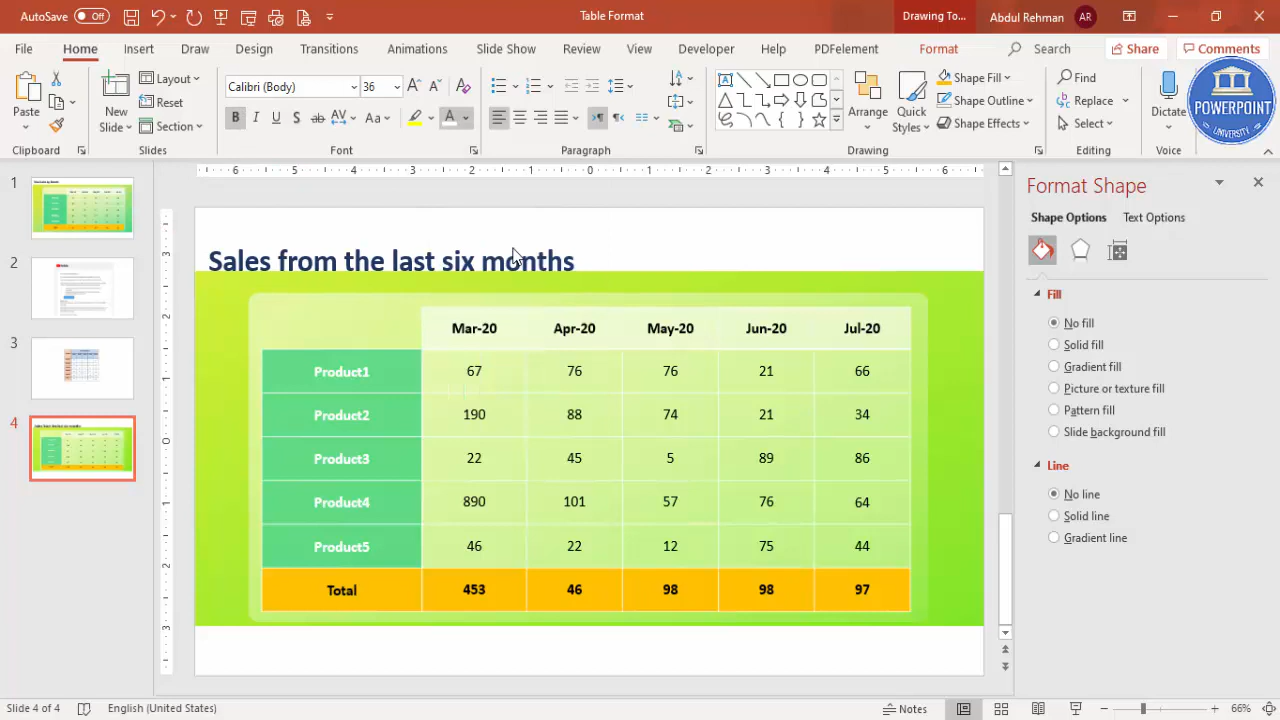 AutoSave Off Table Format Drawing To... Abdul Rehman AR
File Home Insert Draw Design Transitions Animations Slide Show Review View Developer Help PDFelement Format Search Share Comments
Paste New Slide Layout Reset Section Calibri (Body) 36 Arrange Quick Styles Shape Fill Shape Outline Shape Effects Find Replace Select Dictate
POWERPOINT
UNIVERSITY
Clipboard Slides Font Paragraph Drawing Editing Voice
1
2
3
4
Sales from the last six months
Mar-20 Apr-20 May-20 Jun-20 Jul-20
Product1 67 76 76 21 66
Product2 190 88 74 21 34
Product3 22 45 5 89 86
Product4 890 101 57 76 64
Product5 46 22 12 75 44
Total 453 46 98 98 97
Format Shape
Shape Options Text Options
Fill
No fill
Solid fill
Gradient fill
Picture or texture fill
Pattern fill
Slide background fill
Line
No line
Solid line
Gradient line
Slide 4 of 4 English (United States) Notes 66%